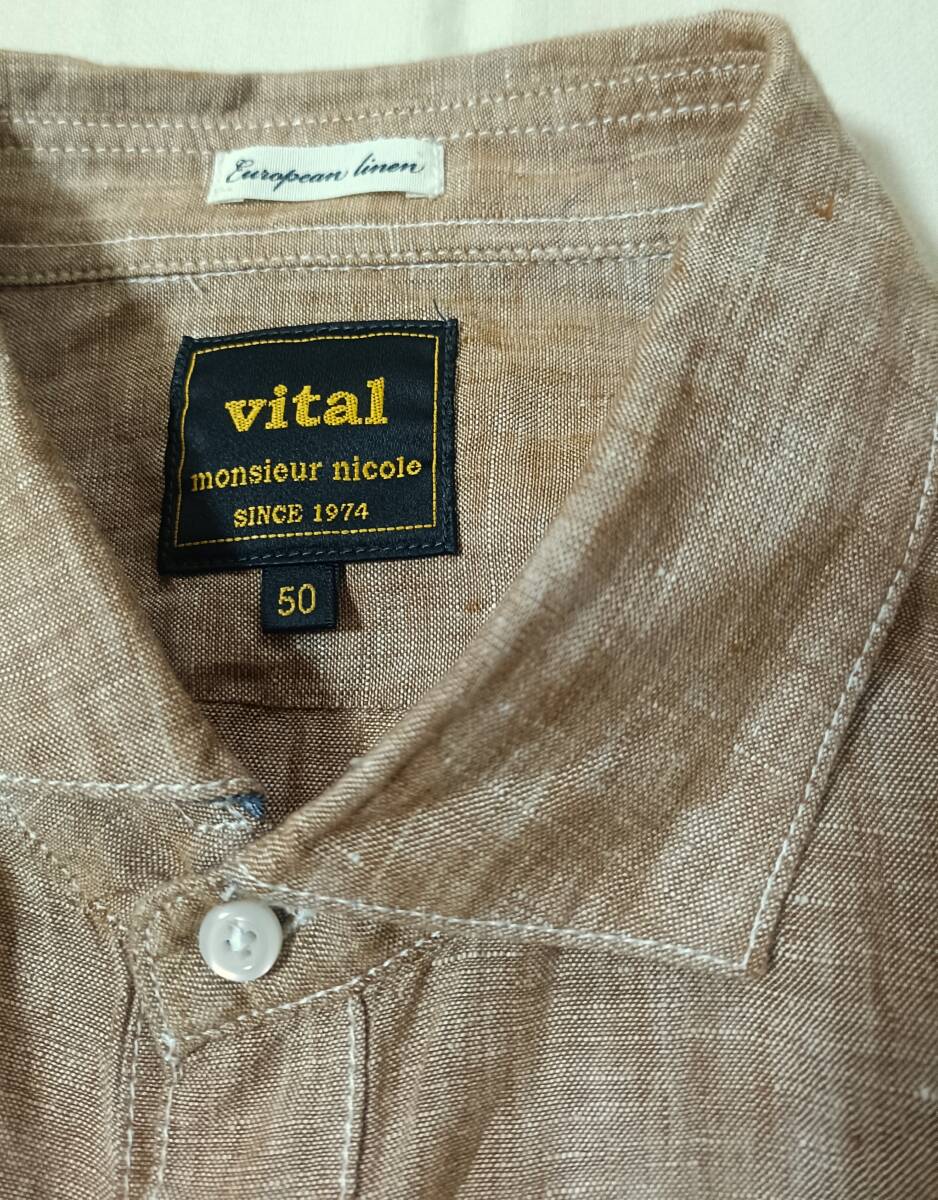 European linen
vital
monsieur nicole
SINCE 1974
50